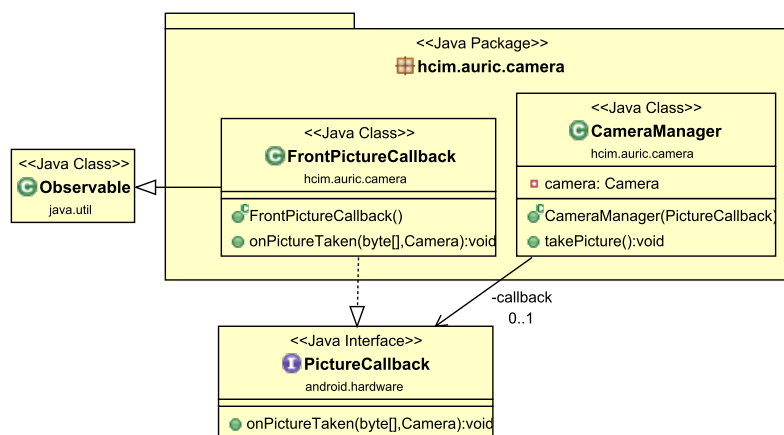 <<Java Package>>
hcim.auric.camera
<<Java Class>>
CameraManager
hcim.auric.camera
camera: Camera
CameraManager(PictureCallback)
takePicture():void
<<Java Class>>
FrontPictureCallback
hcim.auric.camera
FrontPictureCallback()
onPictureTaken(byte[],Camera):void
<<Java Class>>
Observable
java.util
-callback
0..1
<<Java Interface>>
PictureCallback
android.hardware
onPictureTaken(byte[],Camera):void